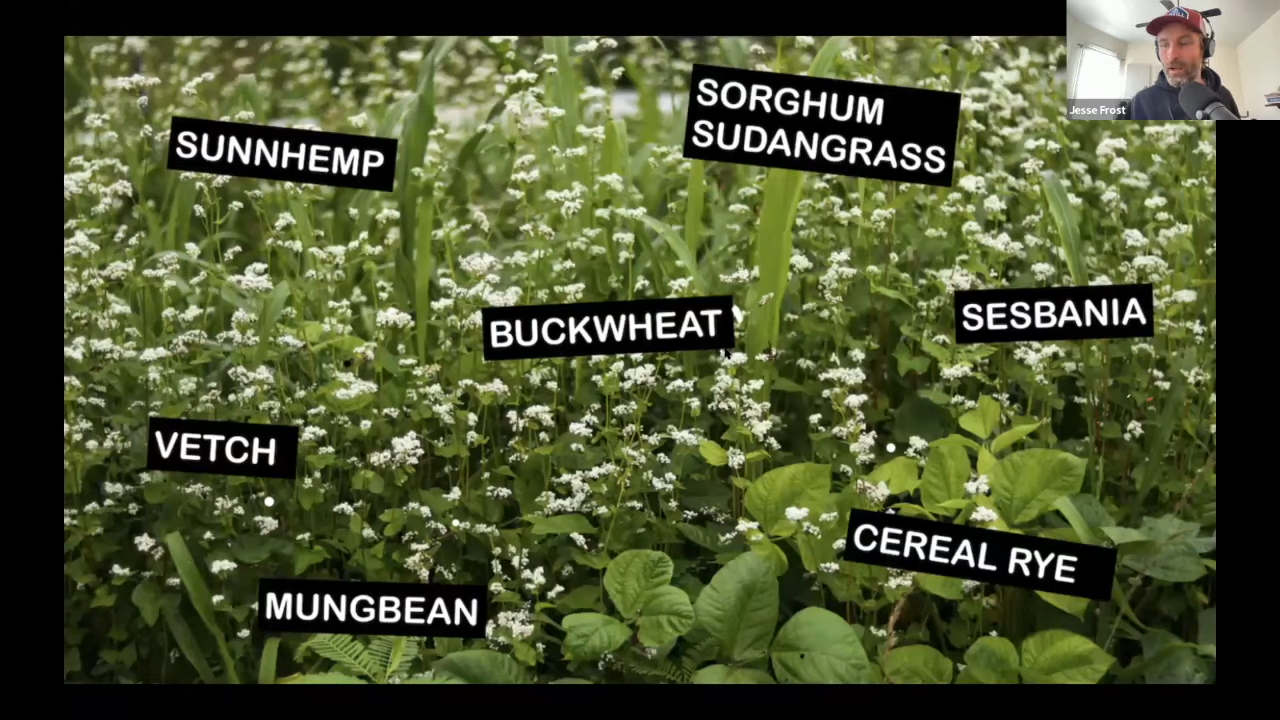 Jesse Frost
SUNNHEMP
SORGHUM
SUDANGRASS
BUCKWHEAT
SESBANIA
VETCH
CEREAL RYE
MUNGBEAN